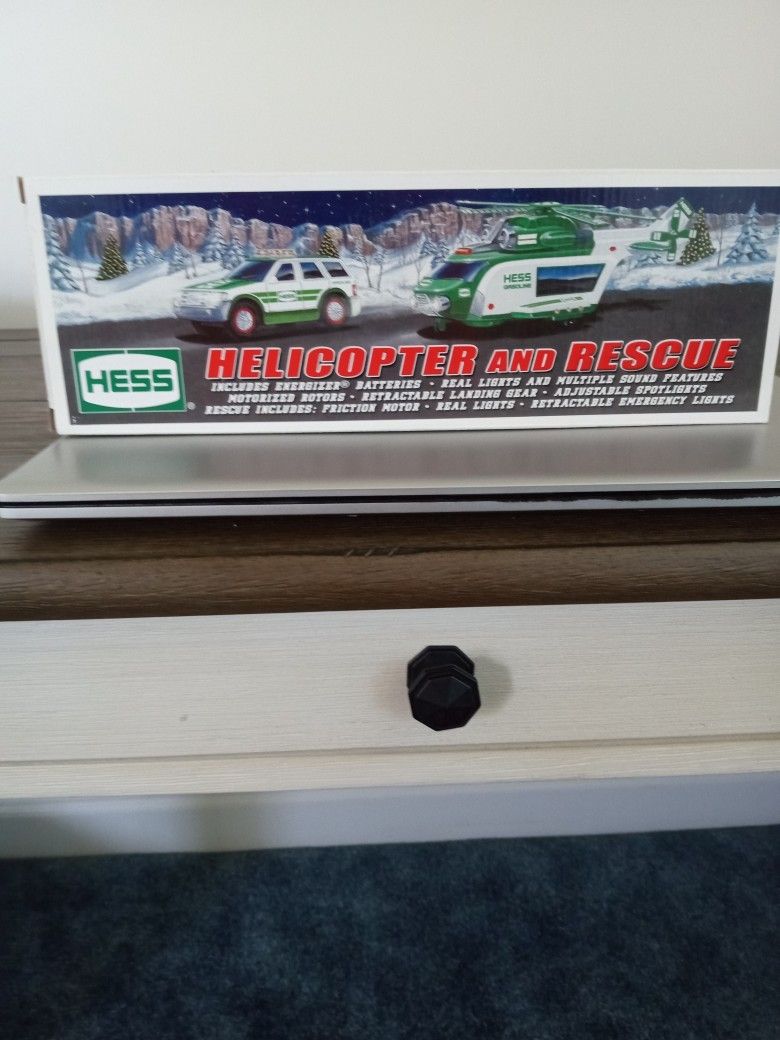 HESS
GASOLINE
HESS®
HELICOPTER AND RESCUE
INCLUDES ENERGIZER® BATTERIES • REAL LIGHTS AND MULTIPLE SOUND FEATURES
MOTORIZED ROTORS • RETRACTABLE LANDING GEAR • ADJUSTABLE SPOTLIGHTS
RESCUE INCLUDES: FRICTION MOTOR • REAL LIGHTS • RETRACTABLE EMERGENCY LIGHTS